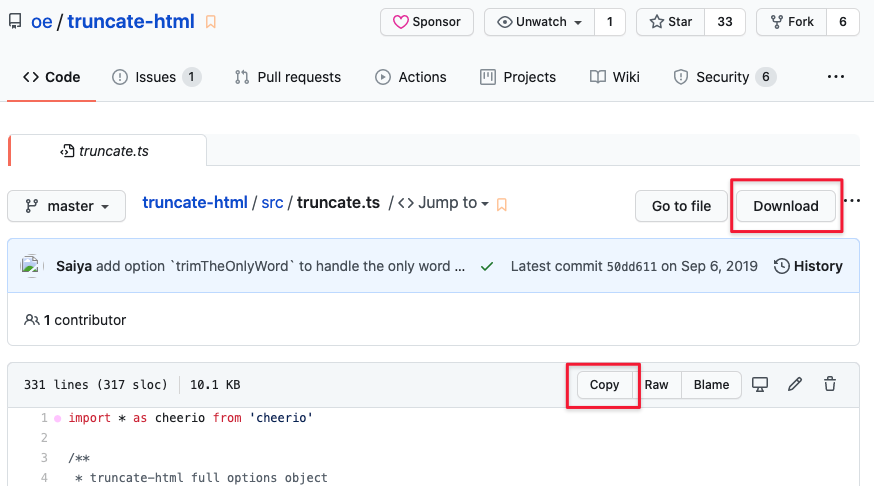 oe / truncate-html Sponsor Unwatch 1 Star 33 Fork 6
Code Issues 1 Pull requests Actions Projects Wiki Security 6 ...
truncate.ts
master truncate-html / src / truncate.ts / <> Jump to Go to file Download ...
Saiya add option `trimTheOnlyWord` to handle the only word ... Latest commit 50dd611 on Sep 6, 2019 History
1 contributor
331 lines (317 sloc) 10.1 KB Copy Raw Blame
1 import * as cheerio from 'cheerio'
2
3 /**
4 * truncate-html full options object